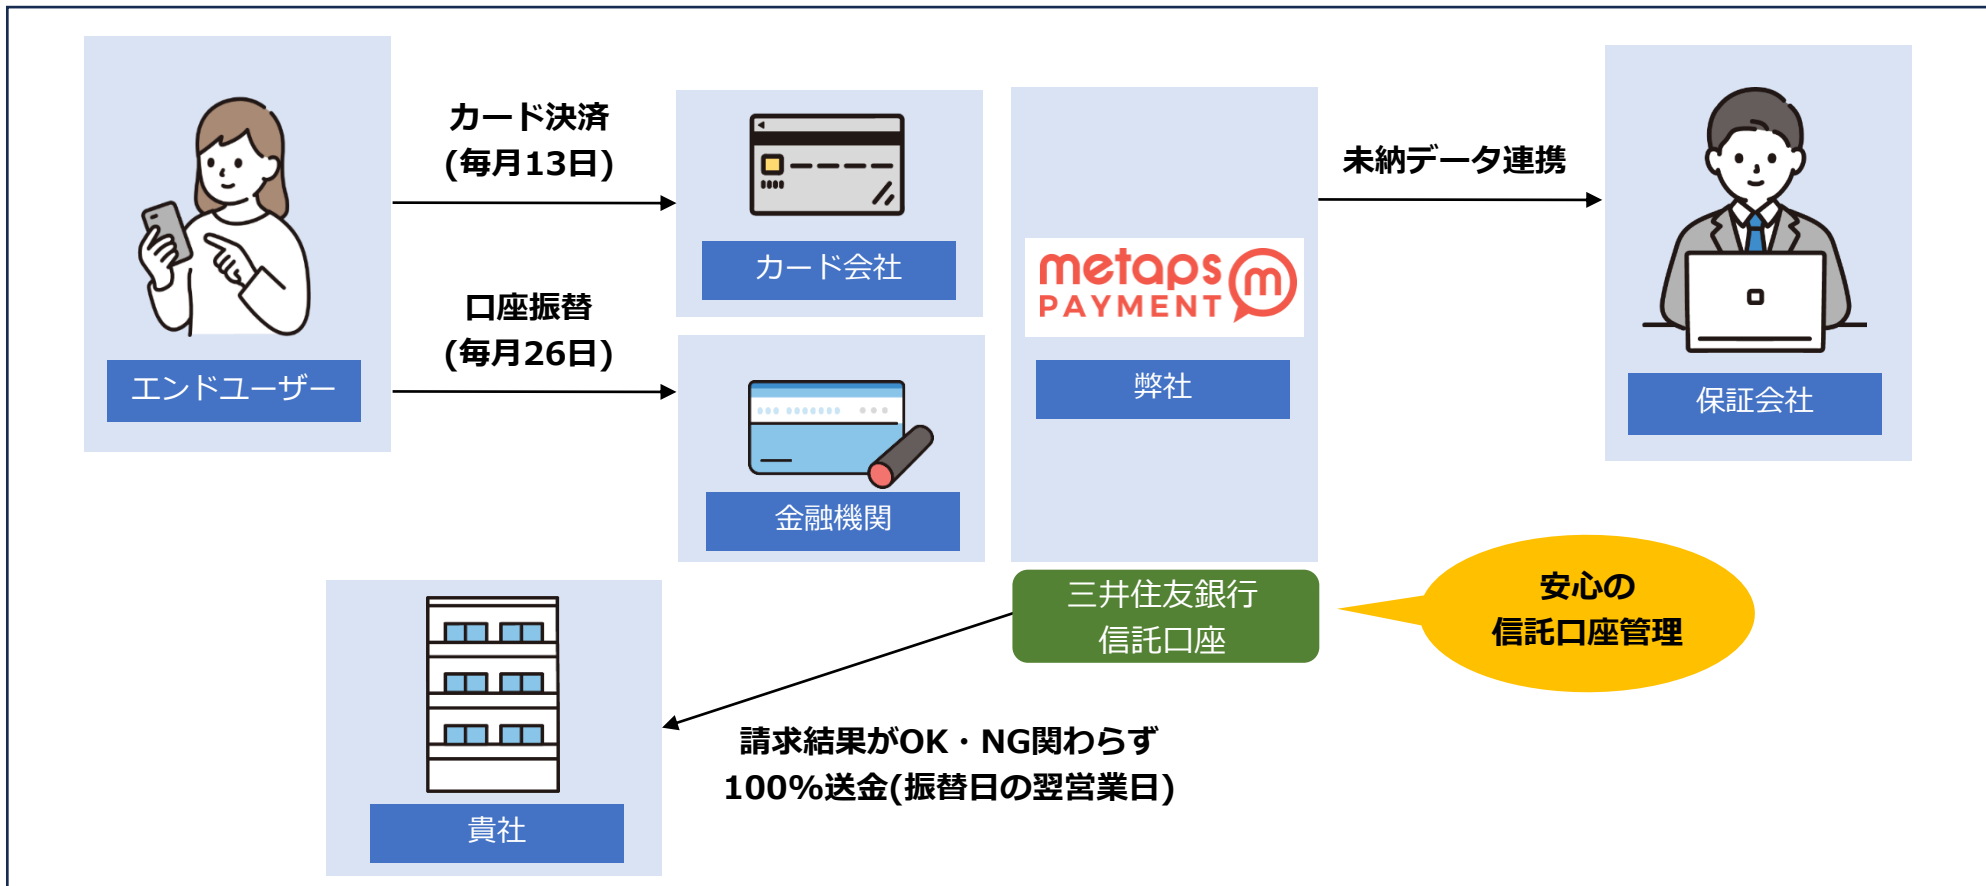 カード決済
(毎月13日)
口座振替
(毎月26日)
エンドユーザー
カード会社
金融機関
metaps
PAYMENT
m
弊社
未納データ連携
保証会社
三井住友銀行
信託口座
安心の
信託口座管理
請求結果がOK・NG関わらず
100%送金(振替日の翌営業日)
貴社